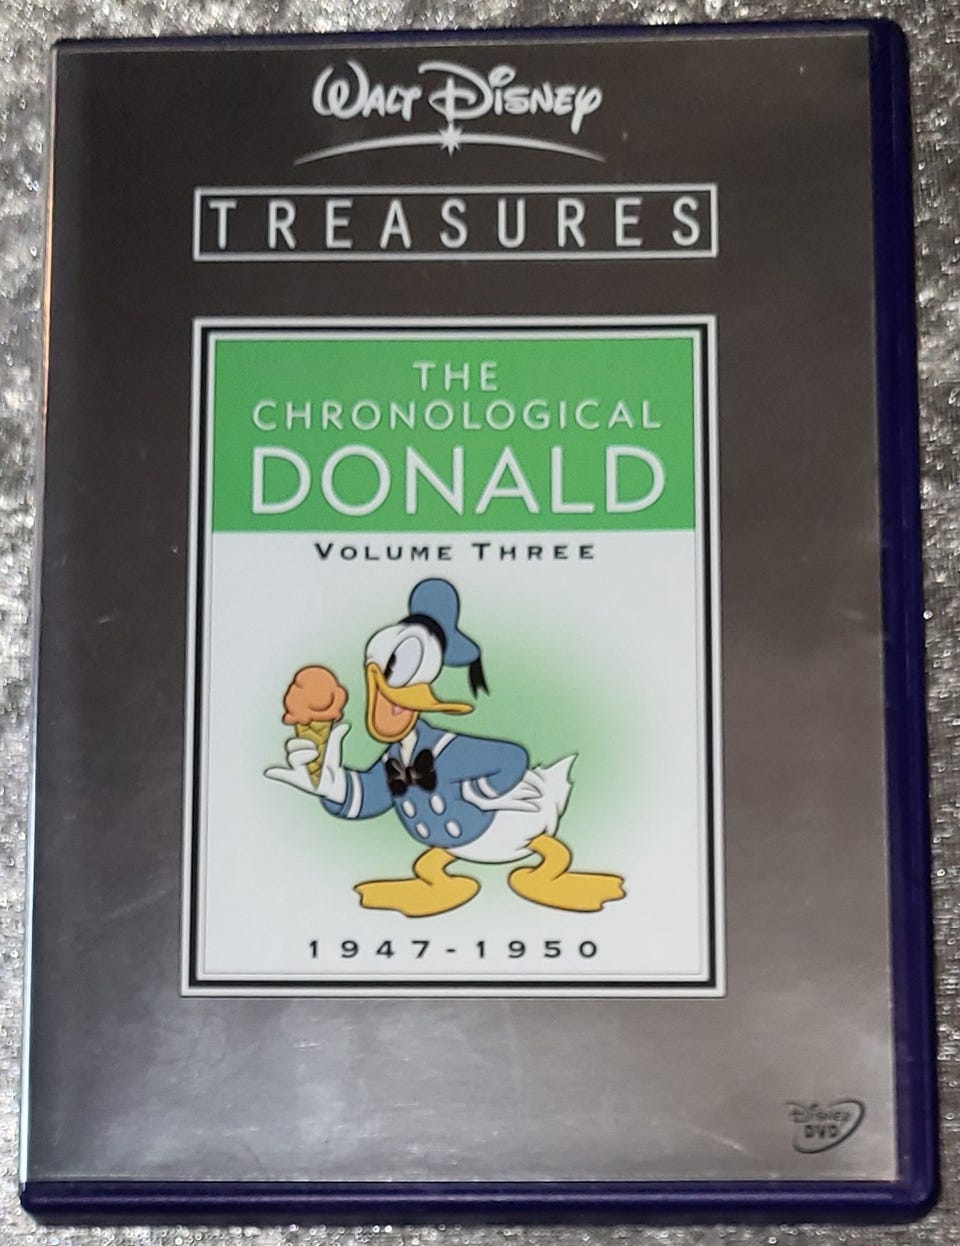 WALT DISNEY
TREASURES
THE
CHRONOLOGICAL
DONALD
VOLUME THREE
1947-1950
DISNEY
DVD